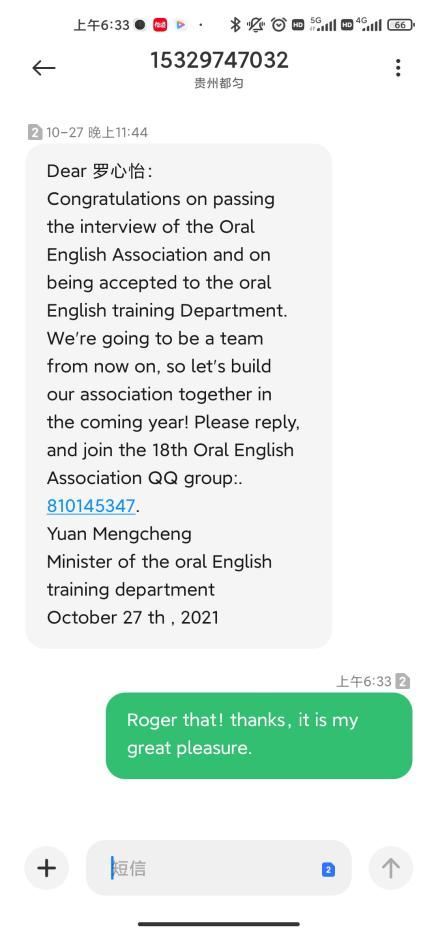 上午6:33
5G
4G
HD
HD
66
15329747032
贵州都匀
2 10-27 晚上11:44
Dear 罗心怡:
Congratulations on passing
the interview of the Oral
English Association and on
being accepted to the oral
English training Department.
We're going to be a team
from now on, so let's build
our association together in
the coming year! Please reply,
and join the 18th Oral English
Association QQ group:.
810145347.
Yuan Mengcheng
Minister of the oral English
training department
October 27 th , 2021
上午6:33 2
Roger that! thanks, it is my
great pleasure.
短信
2